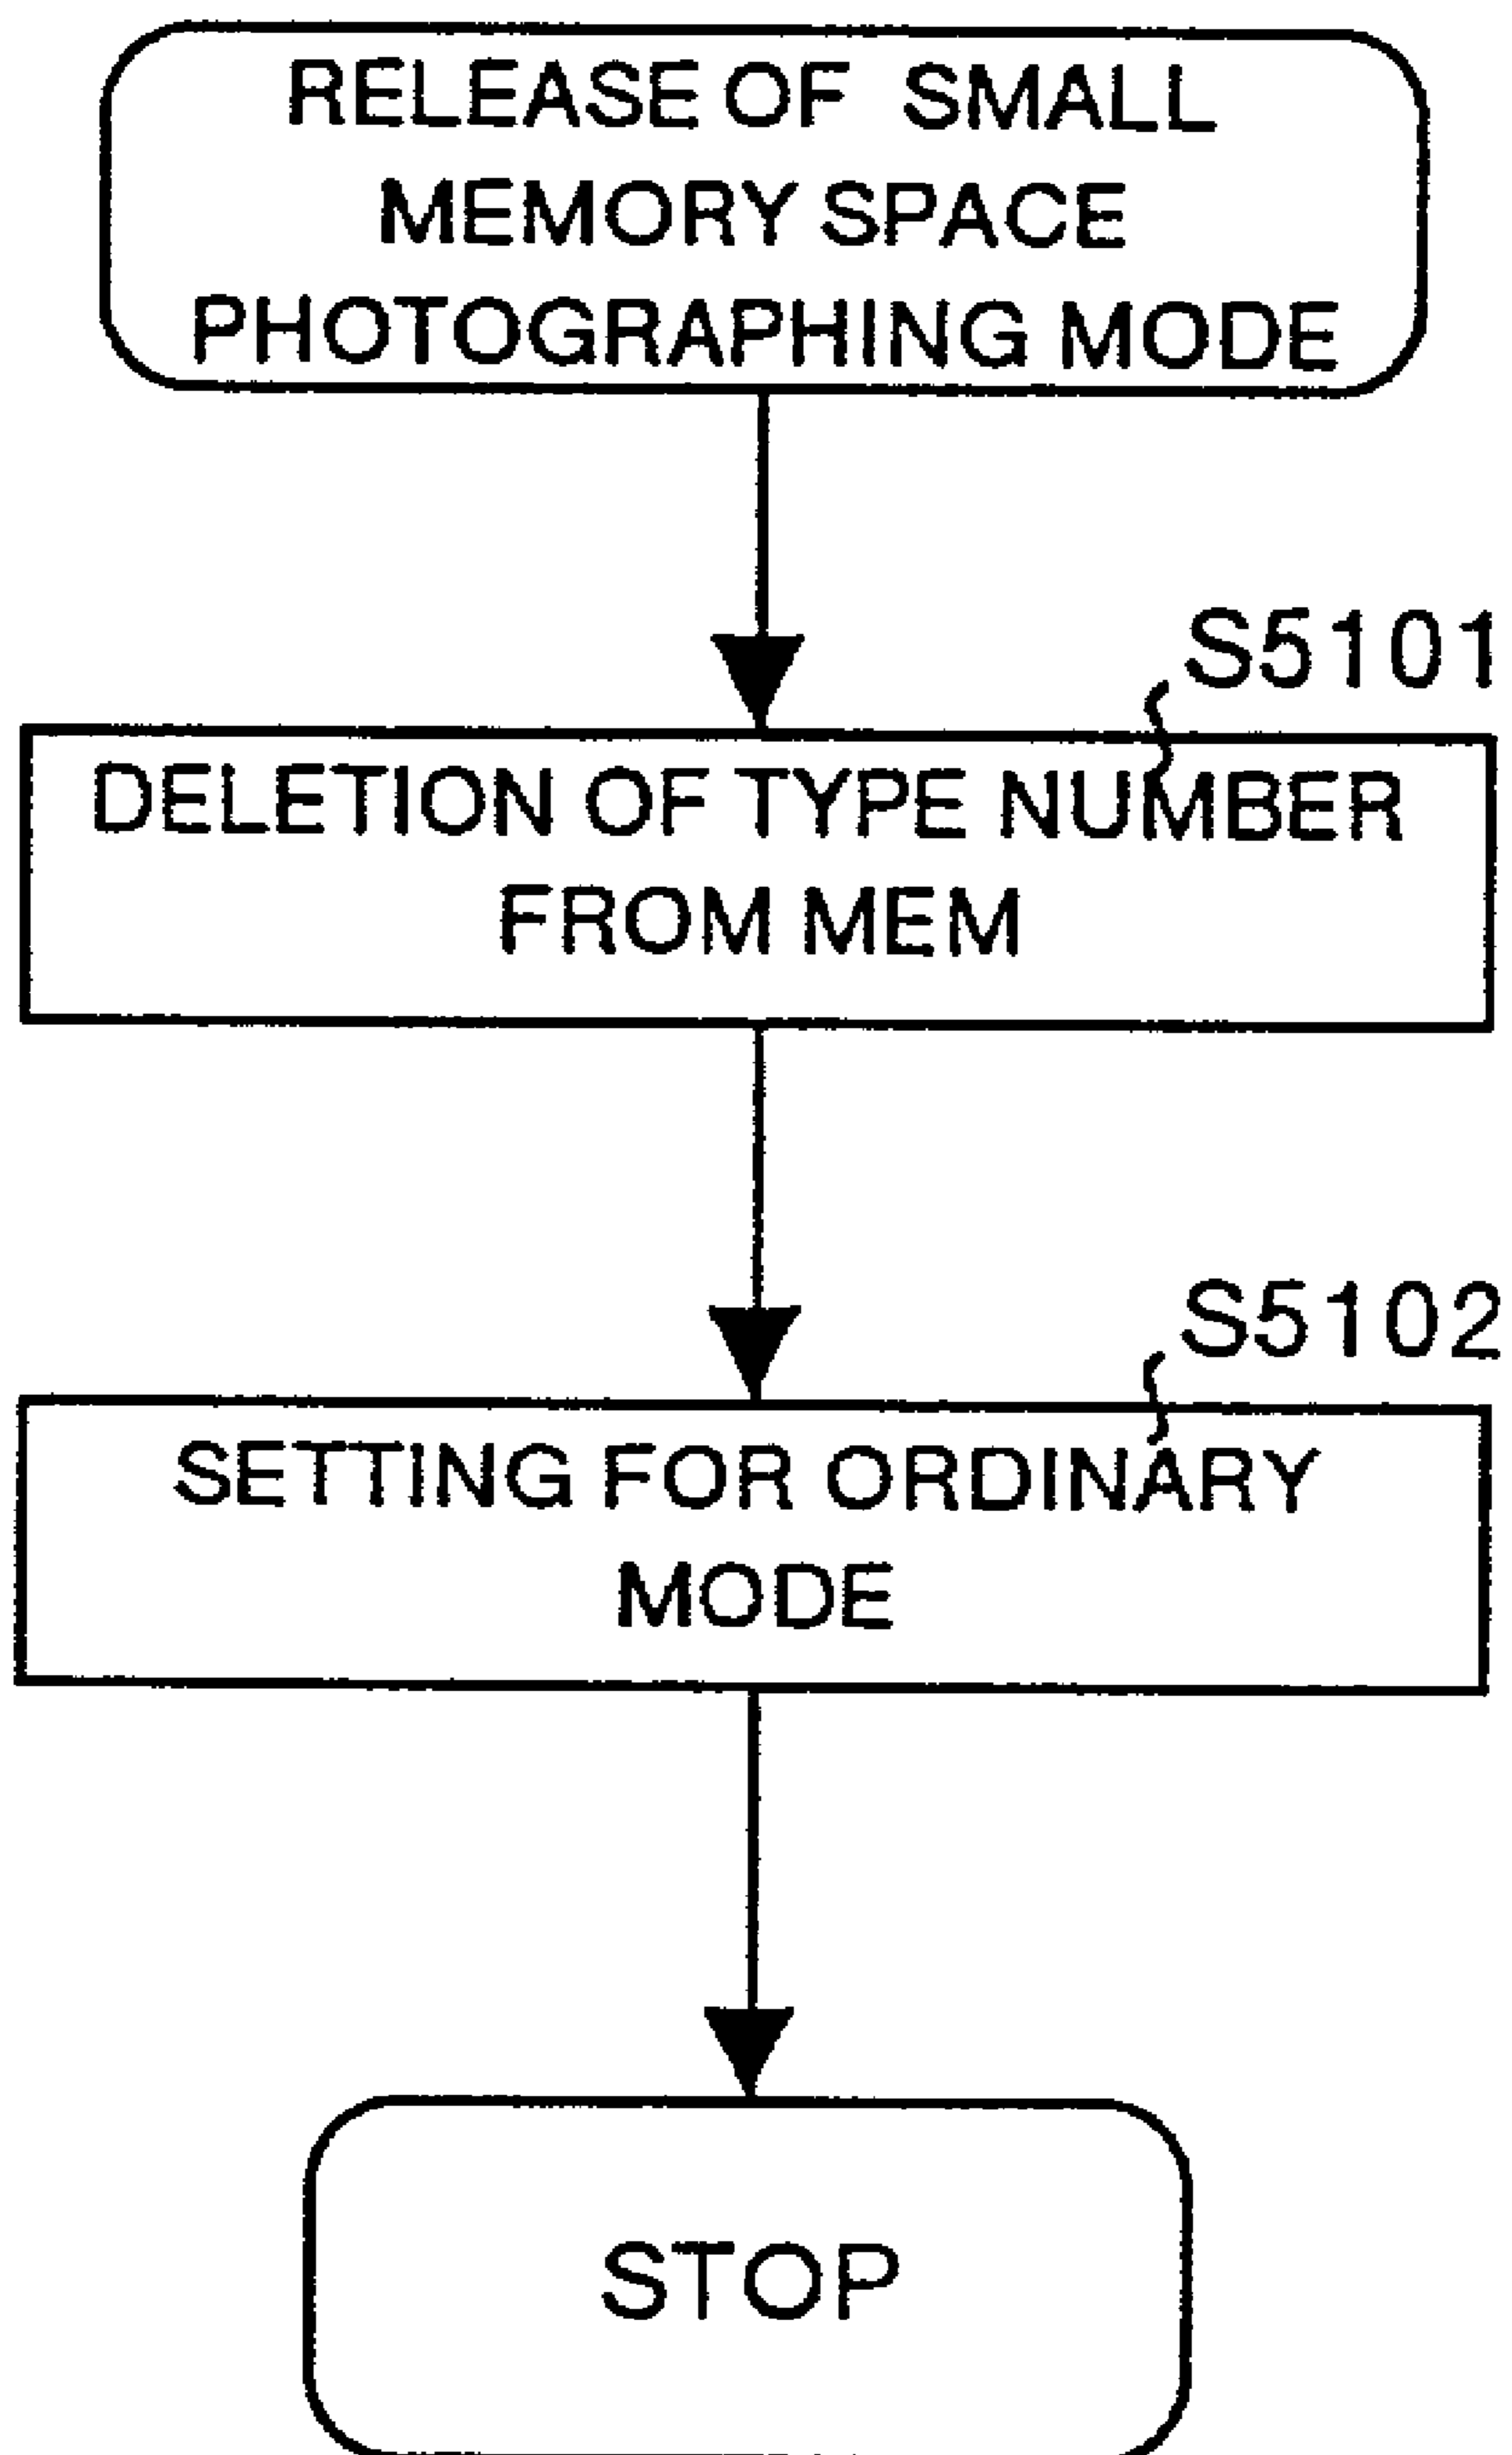 RELEASE OF SMALL
MEMORY SPACE
PHOTOGRAPHING MODE
S5101
DELETION OF TYPE NUMBER
FROM MEM
S5102
SETTING FOR ORDINARY
MODE
STOP